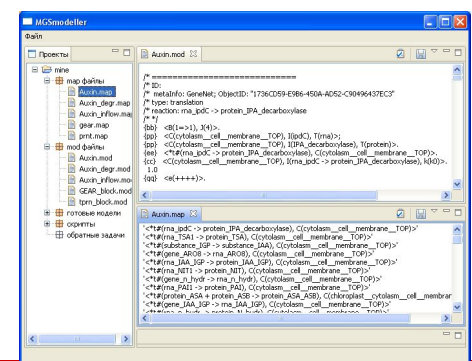 MGSmodeller
Файл
Проекты
mine
map файлы
Auxin.map
Auxin_degr.map
Auxin_inflow.ma
gear.map
prnt.map
mod файлы
Auxin.mod
Auxin_degr.mod
Auxin_inflow.mo
GEAR_block.mod
tprn_block.mod
готовые модели
скрипты
обратные задачи
Auxin.mod
/* ==============================
/* ID:
/* metaInfo: GeneNet; ObjectID: "1736CD59-E9B6-450A-AD52-C90496437EC3"
/* type: translation
/* reaction: rna_ipdC -> protein_IPA_decarboxylase
/* */
{bb} <B(1=>1), J(4)>.
{pp} <C(cytolasm__cell__membrane__TOP), I(ipdC), T(rna)>;
{pp} <C(cytolasm__cell__membrane__TOP), I(IPA_decarboxylase), T(protein)>.
{ee} <*t#(rna_ipdC -> protein_IPA_decarboxylase), C(cytolasm__cell__membrane__TOP)>.
{cc} <C(cytolasm__cell__membrane__TOP), I(rna_ipdC -> protein_IPA_decarboxylase), k(k0)>.
1.0
{qq} <e(++++)>.
Auxin.map
'<*t#(rna_ipdC -> protein_IPA_decarboxylase), C(cytolasm__cell__membrane__TOP)>'
'<*t#(rna_TSA1 -> protein_TSA), C(cytolasm__cell__membrane__TOP)>'
'<*t#(substance_IGP -> substance_IAA), C(cytolasm__cell__membrane__TOP)>'
'<*t#(gene_ARO8 -> rna_ARO8), C(cytolasm__cell__membrane__TOP)>'
'<*t#(rna_IAA_IGP -> protein_IAA_IGP), C(cytolasm__cell__membrane__TOP)>'
'<*t#(rna_NIT1 -> protein_NIT), C(cytolasm__cell__membrane__TOP)>'
'<*t#(gene_n_hydr -> rna_n_hydr), C(cytolasm__cell__membrane__TOP)>'
'<*t#(rna_PAI1 -> protein_PAI), C(cytolasm__cell__membrane__TOP)>'
'<*t#(protein_ASA + protein_ASB -> protein_ASA_ASB), C(chloroplast__cytolasm__cell__membrar
'<*t#(gene_IAA_IGP -> rna_IAA_IGP), C(cytolasm__cell__membrane__TOP)>'
'<*t#(rna_n_hydr -> protein_N_hydr), C(cytolasm__cell__membrane__TOP)>'